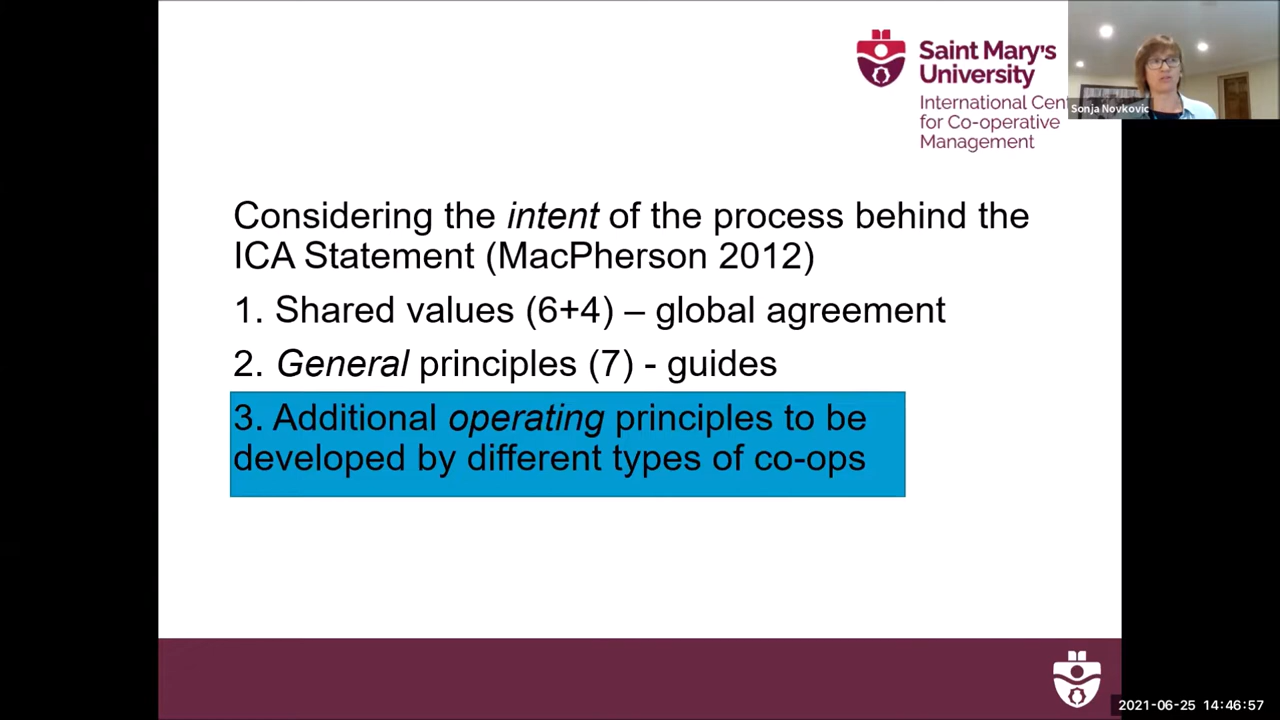 Saint Mary's
University
International Cen
for Co-operative
Management
Sonja Novkovic
Considering the intent of the process behind the
ICA Statement (MacPherson 2012)
1. Shared values (6+4) – global agreement
2. General principles (7) - guides
3. Additional operating principles to be
developed by different types of co-ops
2021-06-25 14:46:57